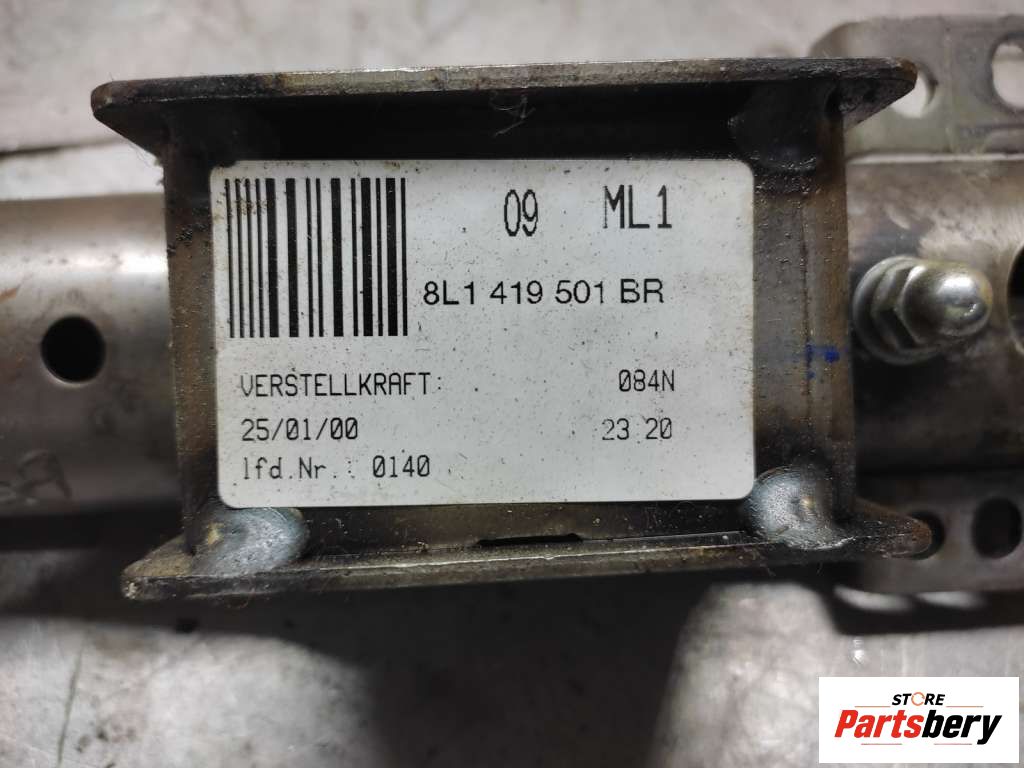 09 ML1
8L1 419 501 BR
VERSTELLKRAFT: 084N
25/01/00 23 20
lfd.Nr.: 0140
STORE
Partsbery